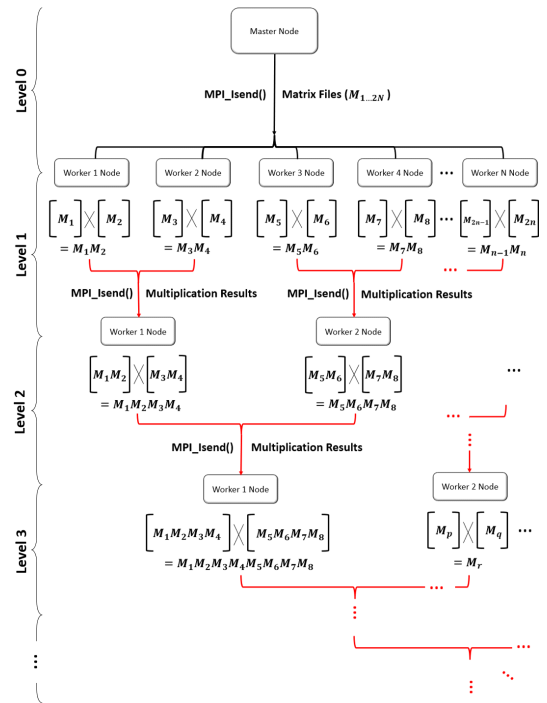 Master Node
Level 0
MPI_Isend() Matrix Files (M₁...₂N)
Worker 1 Node Worker 2 Node Worker 3 Node Worker 4 Node ... Worker N Node
Level 1
[M₁] X [M₂] [M₃] X [M₄] [M₅] X [M₆] [M₇] X [M₈] ... [M₂ₙ₋₁] X [M₂ₙ]
= M₁M₂ = M₃M₄ = M₅M₆ = M₇M₈ = Mₙ₋₁Mₙ
...
MPI_Isend() Multiplication Results MPI_Isend() Multiplication Results
Worker 1 Node Worker 2 Node
Level 2
[M₁M₂] X [M₃M₄] [M₅M₆] X [M₇M₈] ...
= M₁M₂M₃M₄ = M₅M₆M₇M₈
...
MPI_Isend() Multiplication Results
Worker 1 Node Worker 2 Node
Level 3
[M₁M₂M₃M₄] X [M₅M₆M₇M₈] [Mp] X [Mq] ...
= M₁M₂M₃M₄M₅M₆M₇M₈ = Mᵣ
...
...